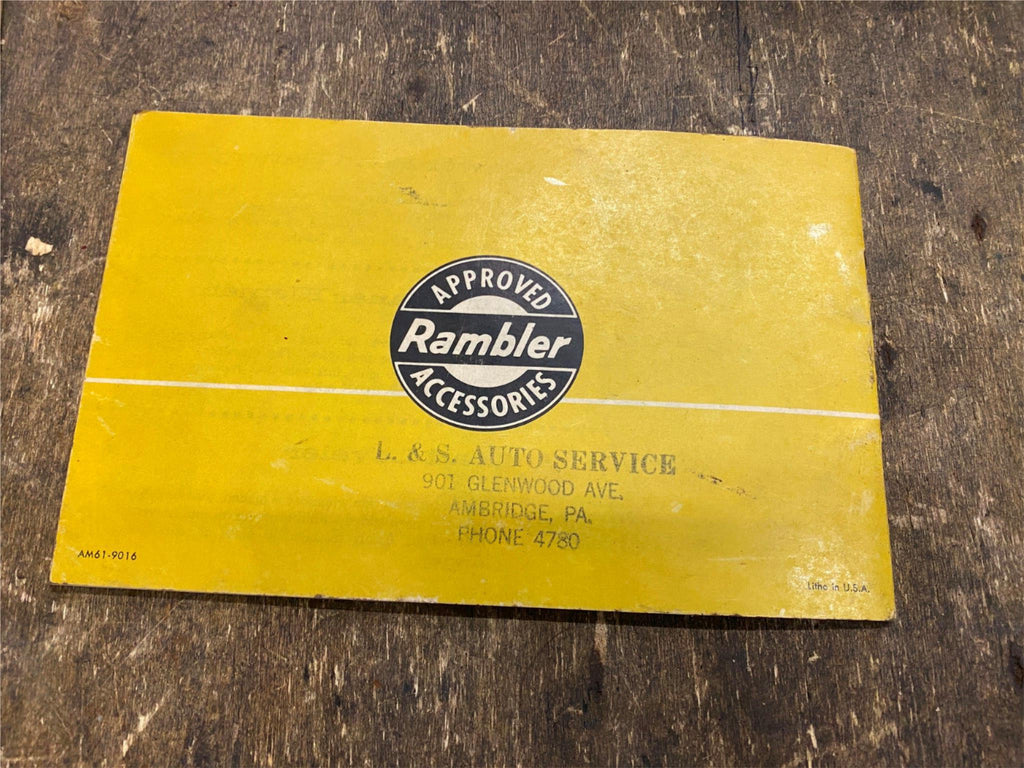 APPROVED
Rambler
ACCESSORIES
L. & S. AUTO SERVICE
901 GLENWOOD AVE.
AMBRIDGE, PA.
PHONE 4780
AM61-9016
Litho in U.S.A.